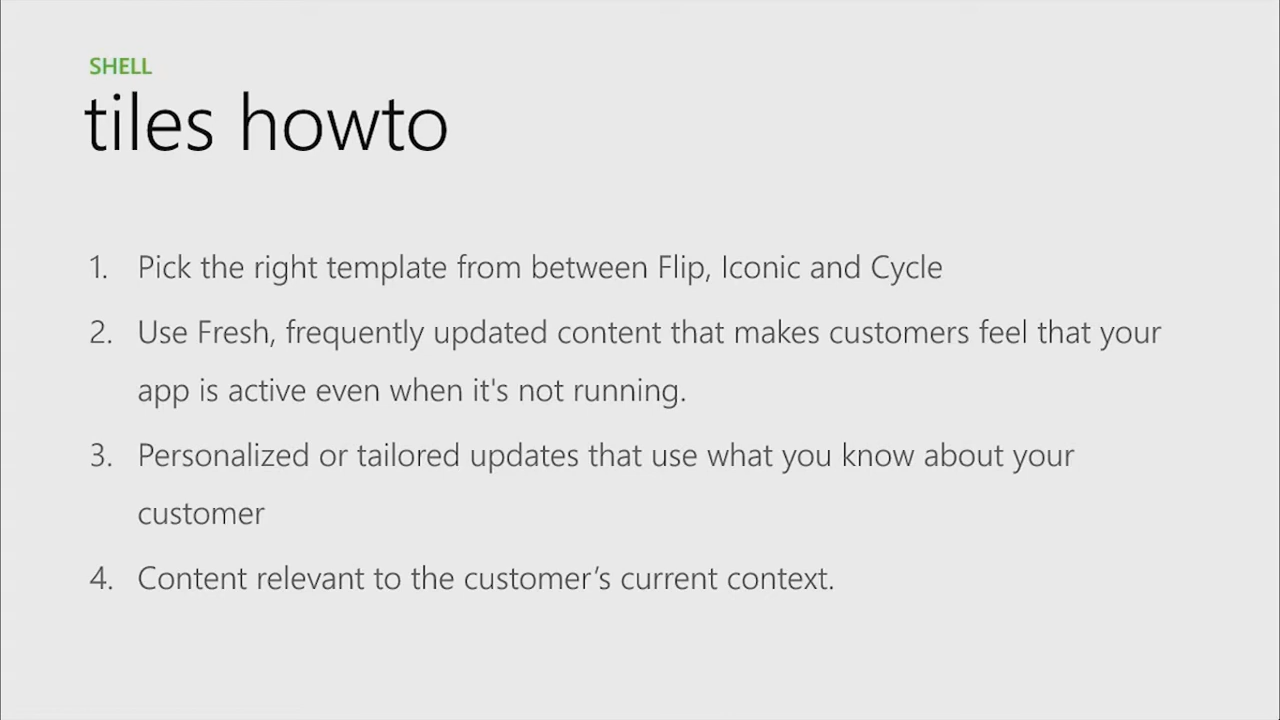 SHELL
tiles howto
1. Pick the right template from between Flip, Iconic and Cycle
2. Use Fresh, frequently updated content that makes customers feel that your
app is active even when it's not running.
3. Personalized or tailored updates that use what you know about your
customer
4. Content relevant to the customer’s current context.